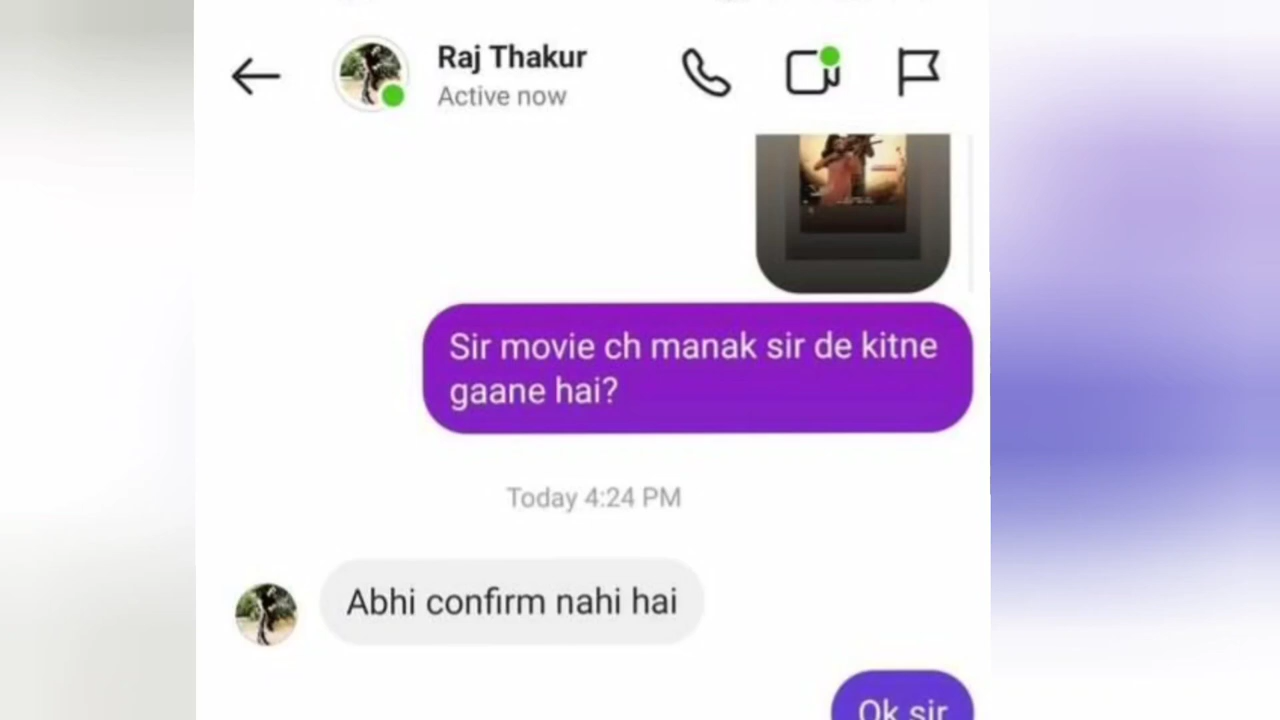 Raj Thakur
Active now
Sir movie ch manak sir de kitne
gaane hai?
Today 4:24 PM
Abhi confirm nahi hai
Ok sir